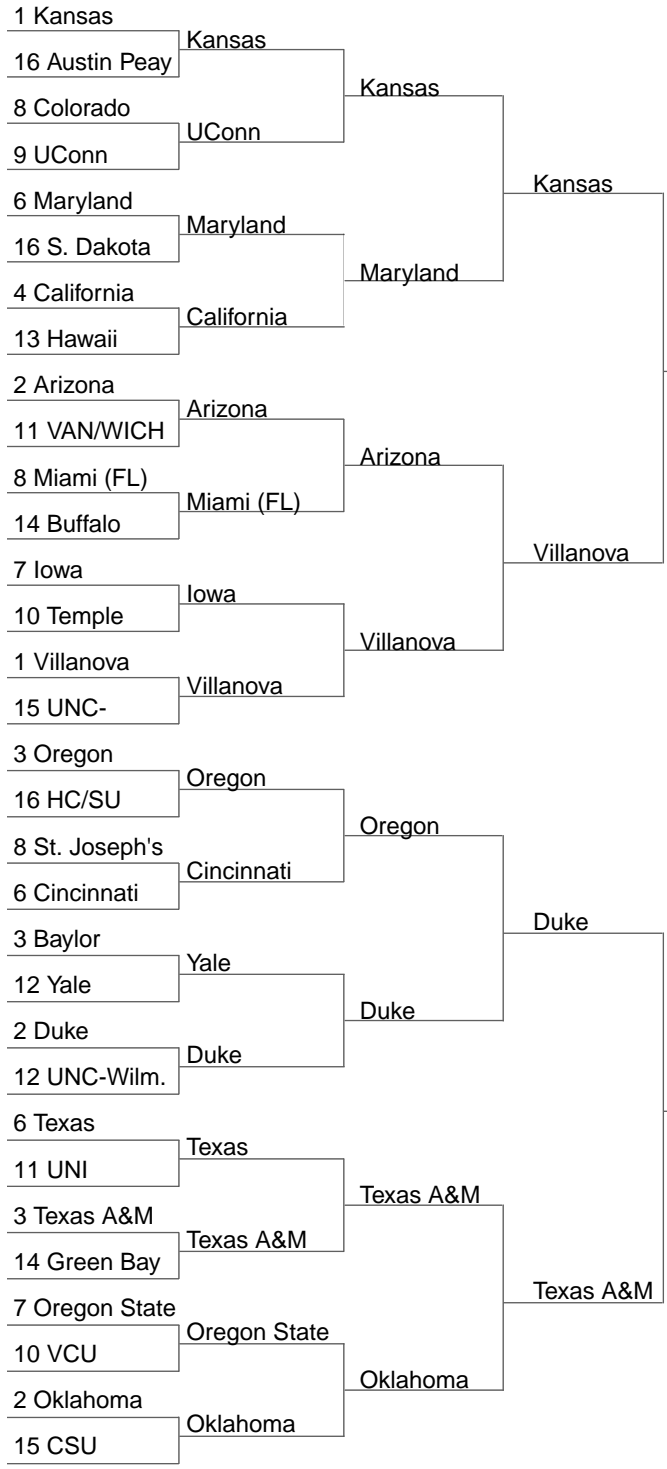 1 Kansas
16 Austin Peay
8 Colorado
9 UConn
6 Maryland
16 S. Dakota
4 California
13 Hawaii
2 Arizona
11 VAN/WICH
8 Miami (FL)
14 Buffalo
7 Iowa
10 Temple
1 Villanova
15 UNC-
3 Oregon
16 HC/SU
8 St. Joseph's
6 Cincinnati
3 Baylor
12 Yale
2 Duke
12 UNC-Wilm.
6 Texas
11 UNI
3 Texas A&M
14 Green Bay
7 Oregon State
10 VCU
2 Oklahoma
15 CSU
Kansas
UConn
Maryland
California
Arizona
Miami (FL)
Iowa
Villanova
Oregon
Cincinnati
Yale
Duke
Texas
Texas A&M
Oregon State
Oklahoma
Kansas
Maryland
Arizona
Villanova
Oregon
Duke
Texas A&M
Oklahoma
Kansas
Villanova
Duke
Texas A&M